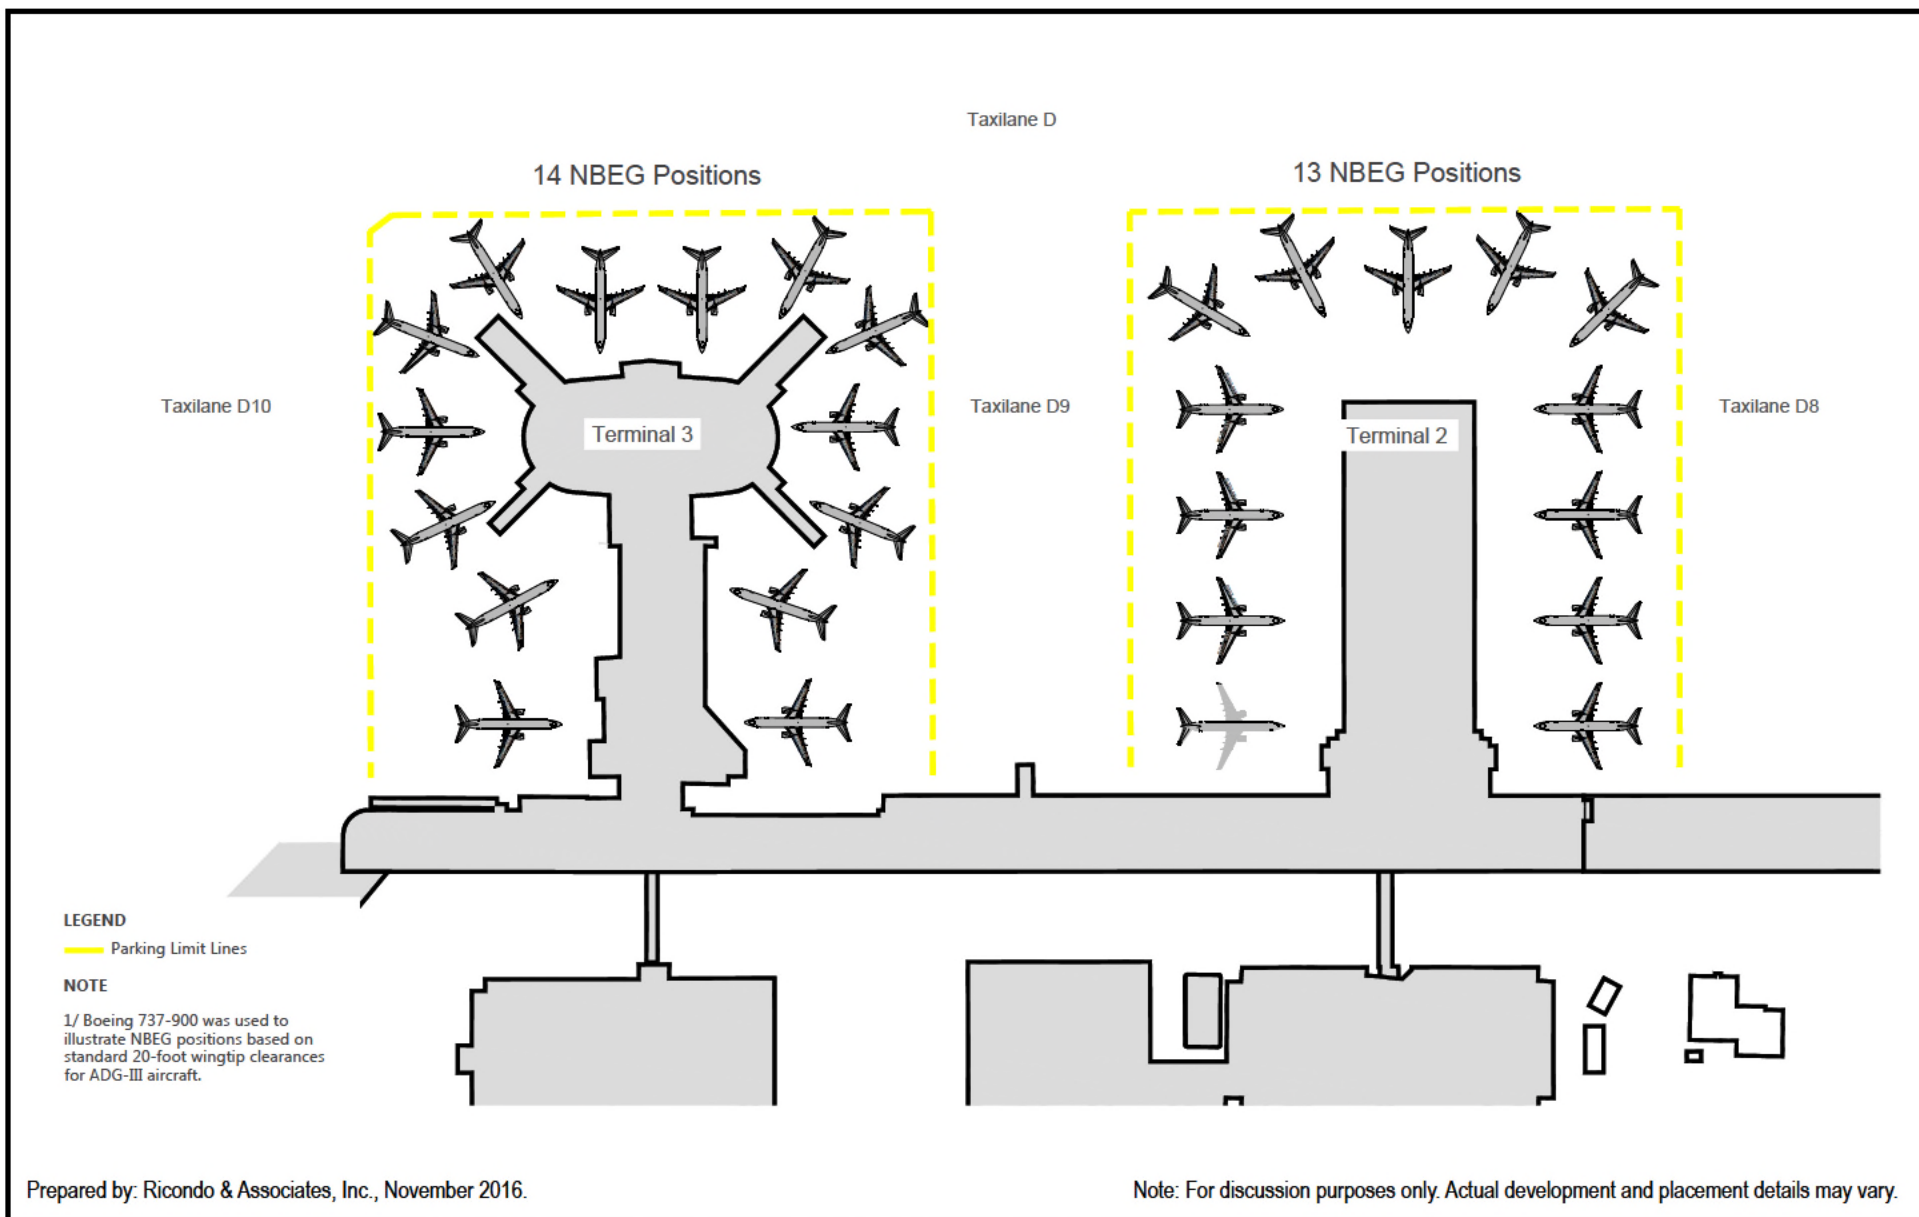 Taxilane D
14 NBEG Positions
13 NBEG Positions
Taxilane D10
Terminal 3
Taxilane D9
Terminal 2
Taxilane D8
LEGEND
Parking Limit Lines
NOTE
1/ Boeing 737-900 was used to
illustrate NBEG positions based on
standard 20-foot wingtip clearances
for ADG-III aircraft.
Prepared by: Ricondo & Associates, Inc., November 2016.
Note: For discussion purposes only. Actual development and placement details may vary.